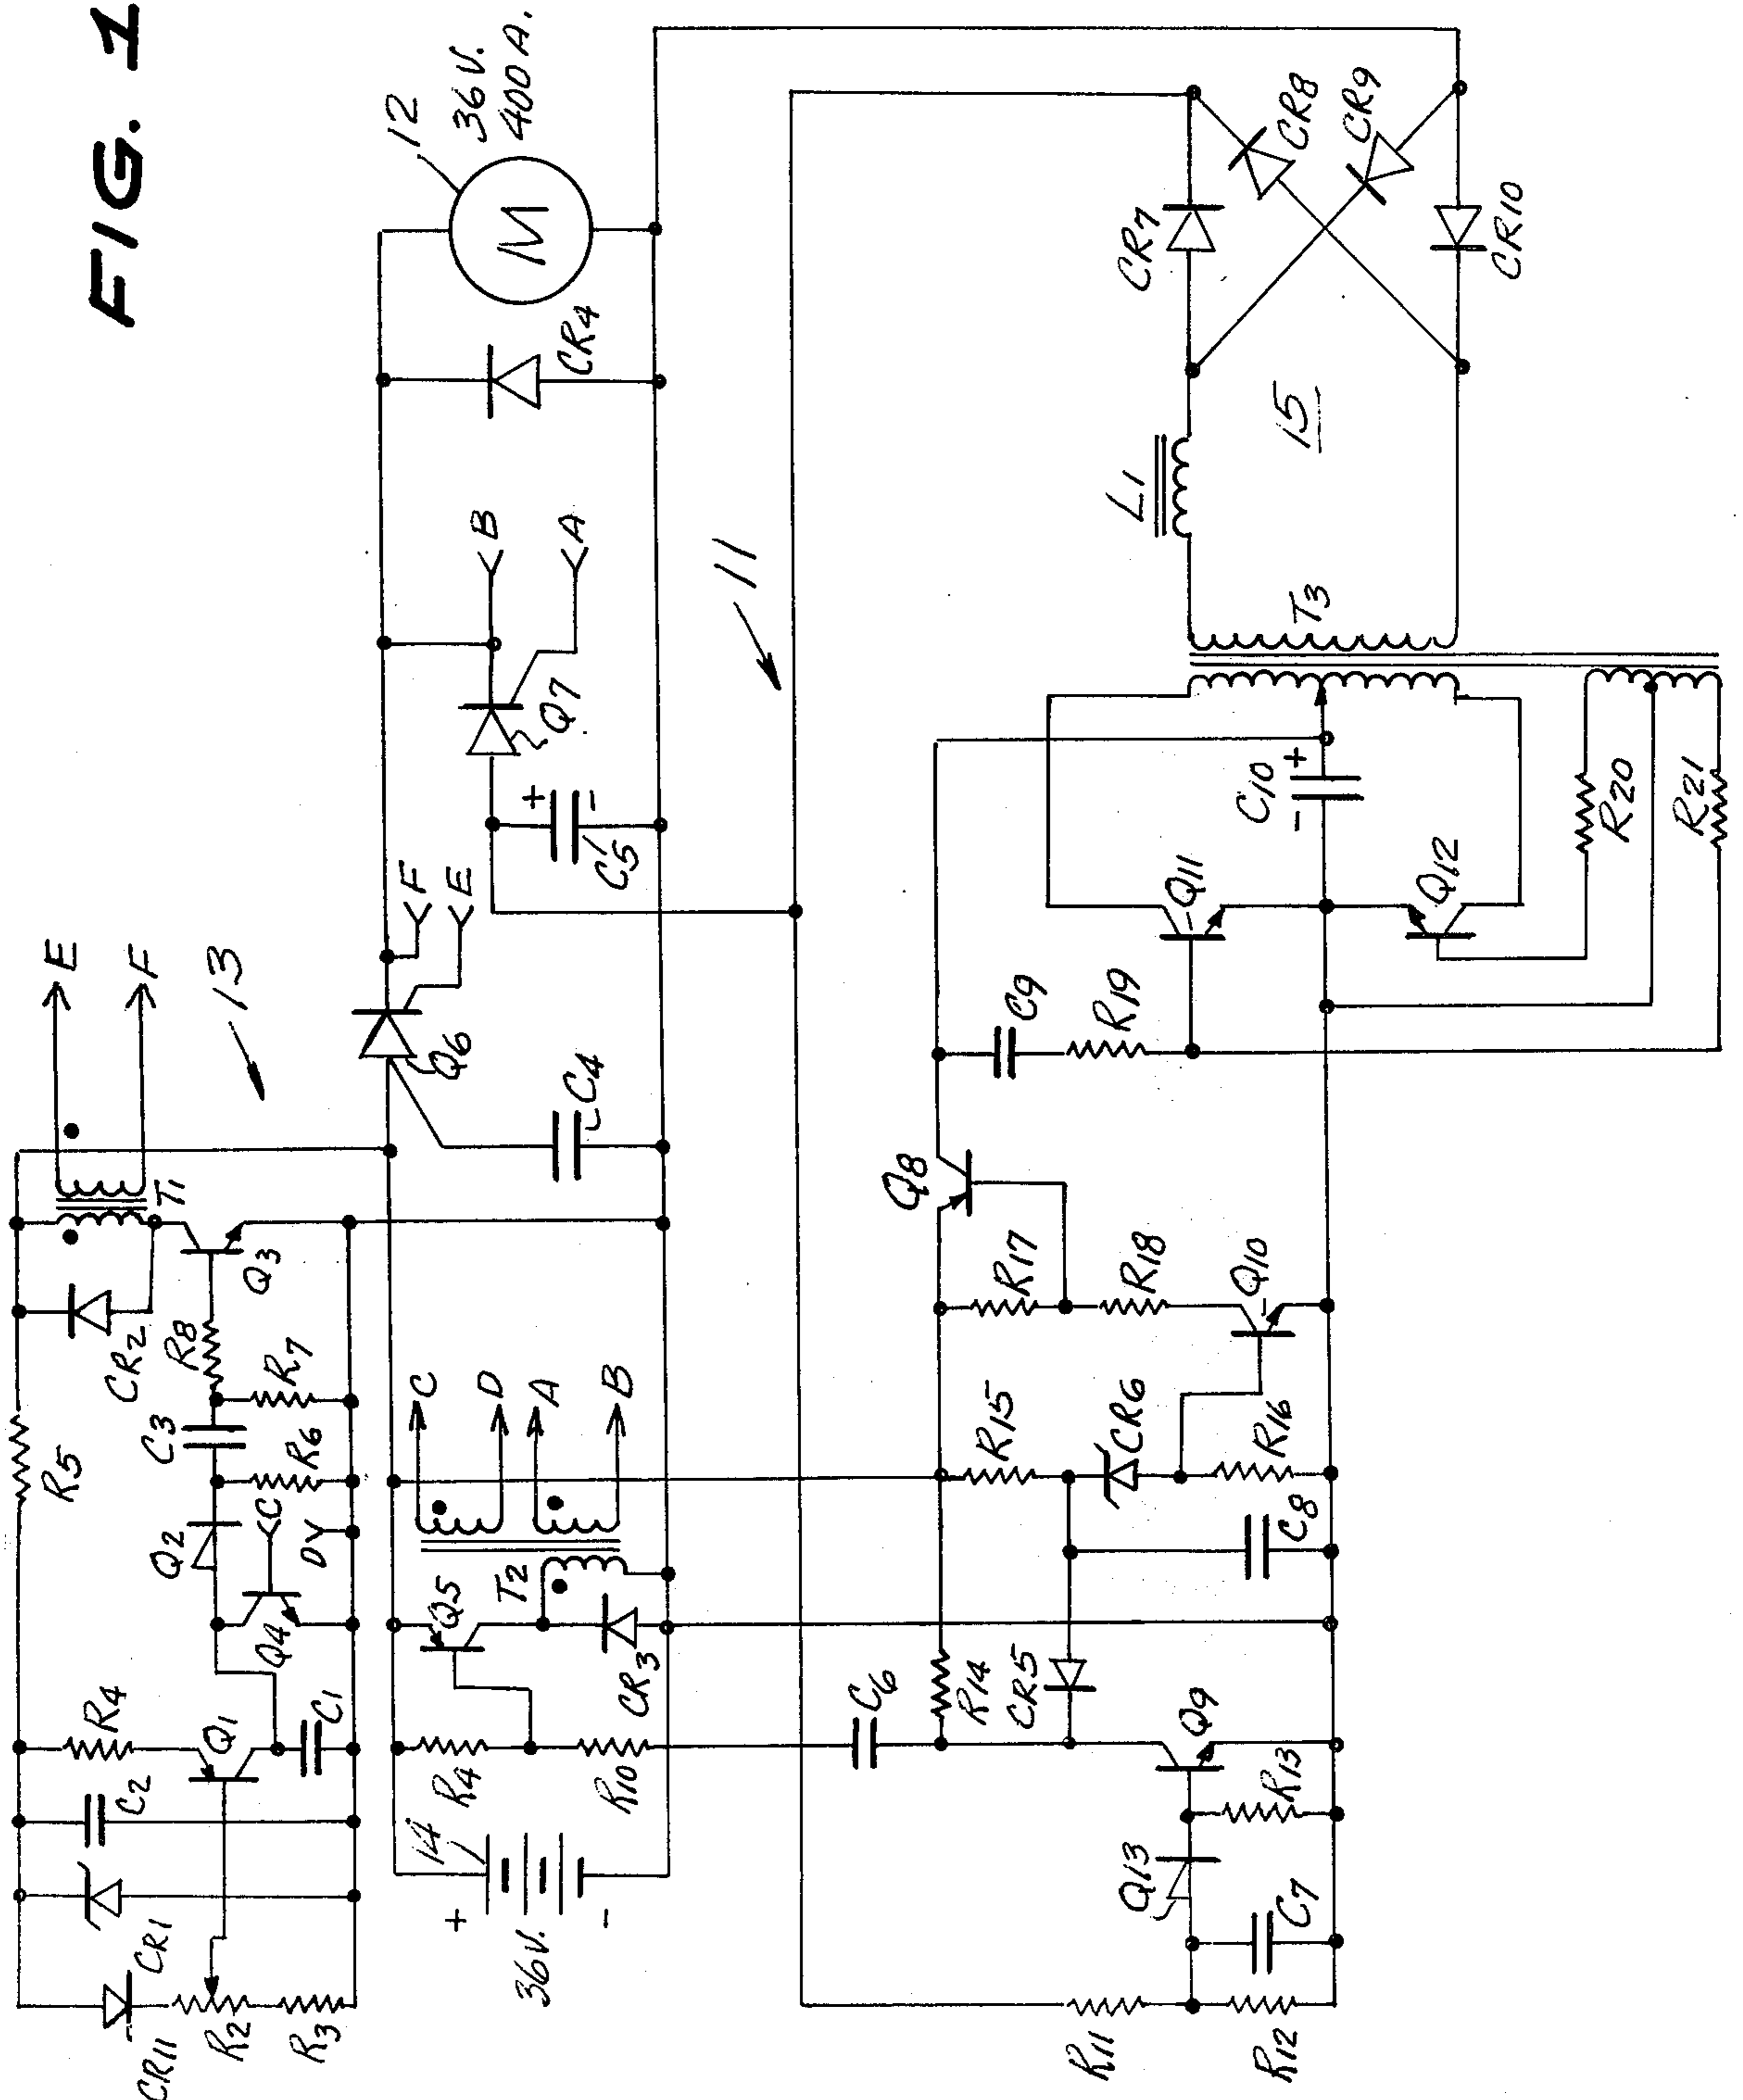 FIG. 1
E
F
13
T1
CR2
Q3
R8
R7
C3
R6
R5
Q2
C
D
Q4
R4
Q1
C1
C2
CR1
CR11
R2
R3
12
36V.
400A.
M
CR4
B
A
Q7
+
-
C5
F
E
Q6
C4
C
D
A
B
T2
Q5
CR3
R4
R10
14
+
36V.
-
11
CR8
CR9
CR7
CR10
15
L1
T3
C10
+
-
R20
R21
Q11
Q12
C9
R19
Q8
R17
R18
Q10
R15
CR6
R16
C8
C6
R14
CR5
Q9
R13
Q13
C7
R11
R12